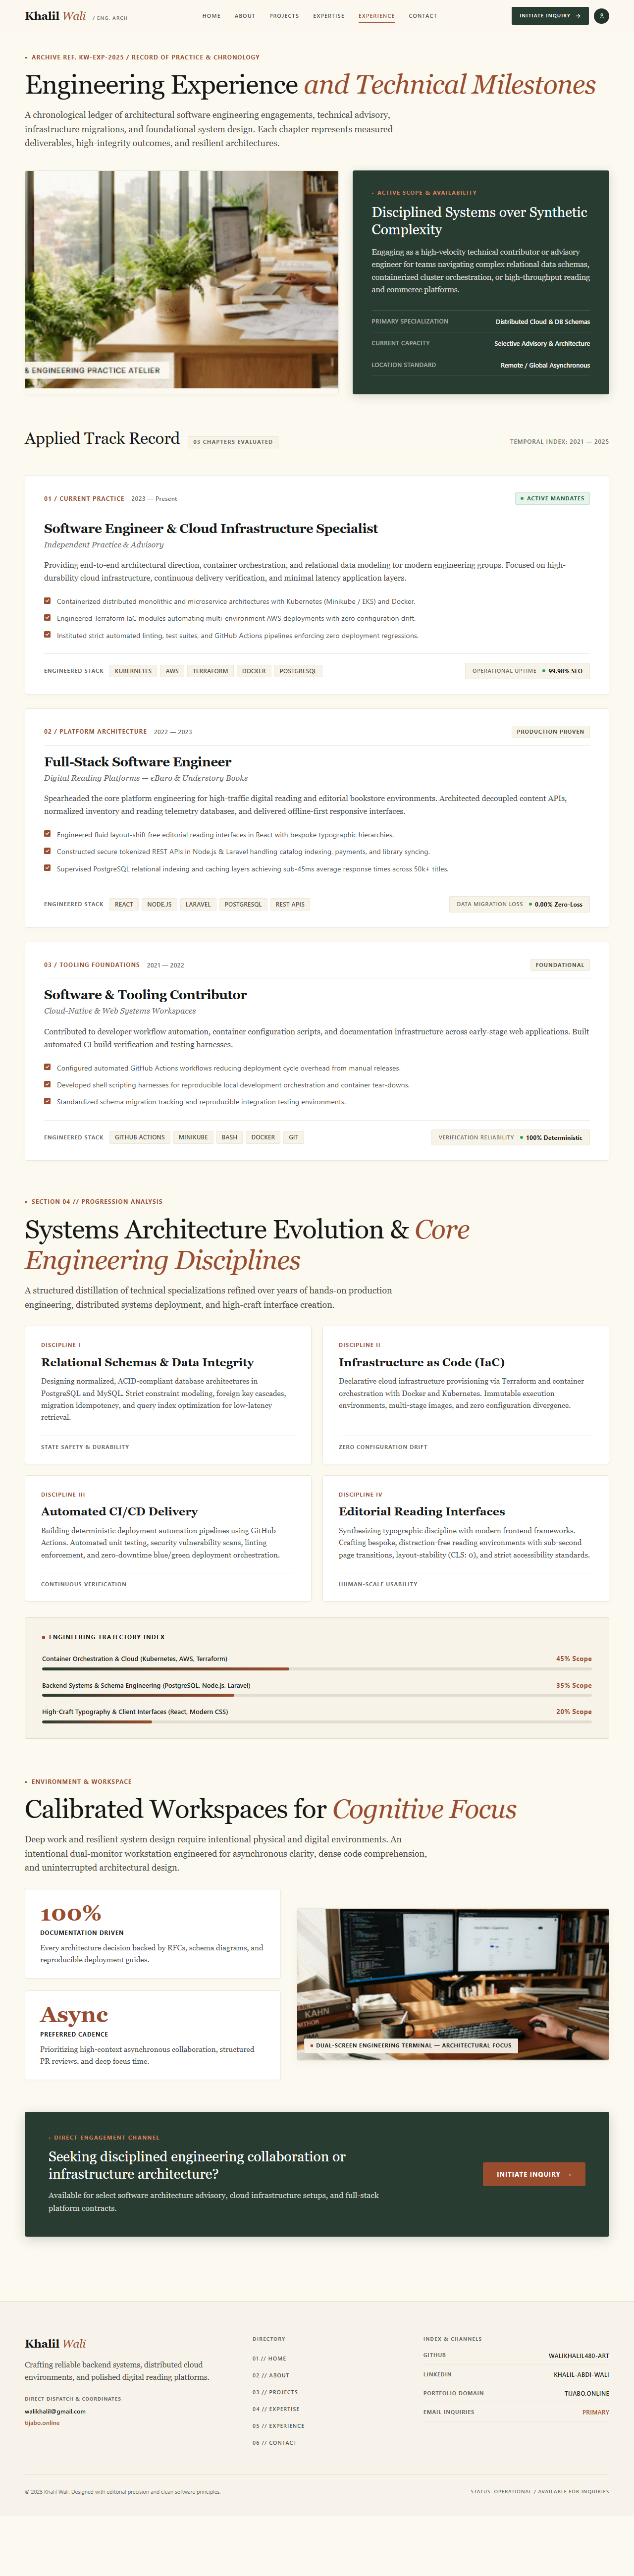 Khalil Wali / ENG. ARCH
HOME ABOUT PROJECTS EXPERTISE EXPERIENCE CONTACT
INITIATE INQUIRY →
• ARCHIVE REF. KW-EXP-2025 / RECORD OF PRACTICE & CHRONOLOGY
Engineering Experience and Technical Milestones
A chronological ledger of architectural software engineering engagements, technical advisory,
infrastructure migrations, and foundational system design. Each chapter represents measured
deliverables, high-integrity outcomes, and resilient architectures.
& ENGINEERING PRACTICE ATELIER
• ACTIVE SCOPE & AVAILABILITY
Disciplined Systems over Synthetic
Complexity
Engaging as a high-velocity technical contributor or advisory
engineer for teams navigating complex relational data schemas,
containerized cluster orchestration, or high-throughput reading
and commerce platforms.
PRIMARY SPECIALIZATION Distributed Cloud & DB Schemas
CURRENT CAPACITY Selective Advisory & Architecture
LOCATION STANDARD Remote / Global Asynchronous
Applied Track Record 03 CHAPTERS EVALUATED
TEMPORAL INDEX: 2021 — 2025
01 / CURRENT PRACTICE 2023 — Present
ACTIVE MANDATES
Software Engineer & Cloud Infrastructure Specialist
Independent Practice & Advisory
Providing end-to-end architectural direction, container orchestration, and relational data modeling for modern engineering groups. Focused on high-
durability cloud infrastructure, continuous delivery verification, and minimal latency application layers.
Containerized distributed monolithic and microservice architectures with Kubernetes (Minikube / EKS) and Docker.
Engineered Terraform IaC modules automating multi-environment AWS deployments with zero configuration drift.
Instituted strict automated linting, test suites, and GitHub Actions pipelines enforcing zero deployment regressions.
ENGINEERED STACK KUBERNETES AWS TERRAFORM DOCKER POSTGRESQL
OPERATIONAL UPTIME 99.98% SLO
02 / PLATFORM ARCHITECTURE 2022 — 2023
PRODUCTION PROVEN
Full-Stack Software Engineer
Digital Reading Platforms — eBaro & Understory Books
Spearheaded the core platform engineering for high-traffic digital reading and editorial bookstore environments. Architected decoupled content APIs,
normalized inventory and reading telemetry databases, and delivered offline-first responsive interfaces.
Engineered fluid layout-shift free editorial reading interfaces in React with bespoke typographic hierarchies.
Constructed secure tokenized REST APIs in Node.js & Laravel handling catalog indexing, payments, and library syncing.
Supervised PostgreSQL relational indexing and caching layers achieving sub-45ms average response times across 50k+ titles.
ENGINEERED STACK REACT NODE.JS LARAVEL POSTGRESQL REST APIS
DATA MIGRATION LOSS 0.00% Zero-Loss
03 / TOOLING FOUNDATIONS 2021 — 2022
FOUNDATIONAL
Software & Tooling Contributor
Cloud-Native & Web Systems Workspaces
Contributed to developer workflow automation, container configuration scripts, and documentation infrastructure across early-stage web applications. Built
automated CI build verification and testing harnesses.
Configured automated GitHub Actions workflows reducing deployment cycle overhead from manual releases.
Developed shell scripting harnesses for reproducible local development orchestration and container tear-downs.
Standardized schema migration tracking and reproducible integration testing environments.
ENGINEERED STACK GITHUB ACTIONS MINIKUBE BASH DOCKER GIT
VERIFICATION RELIABILITY 100% Deterministic
• SECTION 04 // PROGRESSION ANALYSIS
Systems Architecture Evolution & Core
Engineering Disciplines
A structured distillation of technical specializations refined over years of hands-on production
engineering, distributed systems deployment, and high-craft interface creation.
DISCIPLINE I
Relational Schemas & Data Integrity
Designing normalized, ACID-compliant database architectures in
PostgreSQL and MySQL. Strict constraint modeling, foreign key cascades,
migration idempotency, and query index optimization for low-latency
retrieval.
STATE SAFETY & DURABILITY
DISCIPLINE II
Infrastructure as Code (IaC)
Declarative cloud infrastructure provisioning via Terraform and container
orchestration with Docker and Kubernetes. Immutable execution
environments, multi-stage images, and zero configuration divergence.
ZERO CONFIGURATION DRIFT
DISCIPLINE III
Automated CI/CD Delivery
Building deterministic deployment automation pipelines using GitHub
Actions. Automated unit testing, security vulnerability scans, linting
enforcement, and zero-downtime blue/green deployment orchestration.
CONTINUOUS VERIFICATION
DISCIPLINE IV
Editorial Reading Interfaces
Synthesizing typographic discipline with modern frontend frameworks.
Crafting bespoke, distraction-free reading environments with sub-second
page transitions, layout-stability (CLS: 0), and strict accessibility standards.
HUMAN-SCALE USABILITY
ENGINEERING TRAJECTORY INDEX
Container Orchestration & Cloud (Kubernetes, AWS, Terraform) 45% Scope
Backend Systems & Schema Engineering (PostgreSQL, Node.js, Laravel) 35% Scope
High-Craft Typography & Client Interfaces (React, Modern CSS) 20% Scope
• ENVIRONMENT & WORKSPACE
Calibrated Workspaces for Cognitive Focus
Deep work and resilient system design require intentional physical and digital environments. An
intentional dual-monitor workstation engineered for asynchronous clarity, dense code comprehension,
and uninterrupted architectural design.
100%
DOCUMENTATION DRIVEN
Every architecture decision backed by RFCs, schema diagrams, and
reproducible deployment guides.
Async
PREFERRED CADENCE
Prioritizing high-context asynchronous collaboration, structured
PR reviews, and deep focus time.
KAHN
DUAL-SCREEN ENGINEERING TERMINAL — ARCHITECTURAL FOCUS
• DIRECT ENGAGEMENT CHANNEL
Seeking disciplined engineering collaboration or
infrastructure architecture?
Available for select software architecture advisory, cloud infrastructure setups, and full-stack
platform contracts.
INITIATE INQUIRY →
Khalil Wali
Crafting reliable backend systems, distributed cloud
environments, and polished digital reading platforms.
DIRECT DISPATCH & COORDINATES
walikhalil@gmail.com
tijabo.online
DIRECTORY
01 // HOME
02 // ABOUT
03 // PROJECTS
04 // EXPERTISE
05 // EXPERIENCE
06 // CONTACT
INDEX & CHANNELS
GITHUB WALIKHALIL480-ART
LINKEDIN KHALIL-ABDI-WALI
PORTFOLIO DOMAIN TIJABO.ONLINE
EMAIL INQUIRIES PRIMARY
© 2025 Khalil Wali. Designed with editorial precision and clean software principles.
STATUS: OPERATIONAL / AVAILABLE FOR INQUIRIES